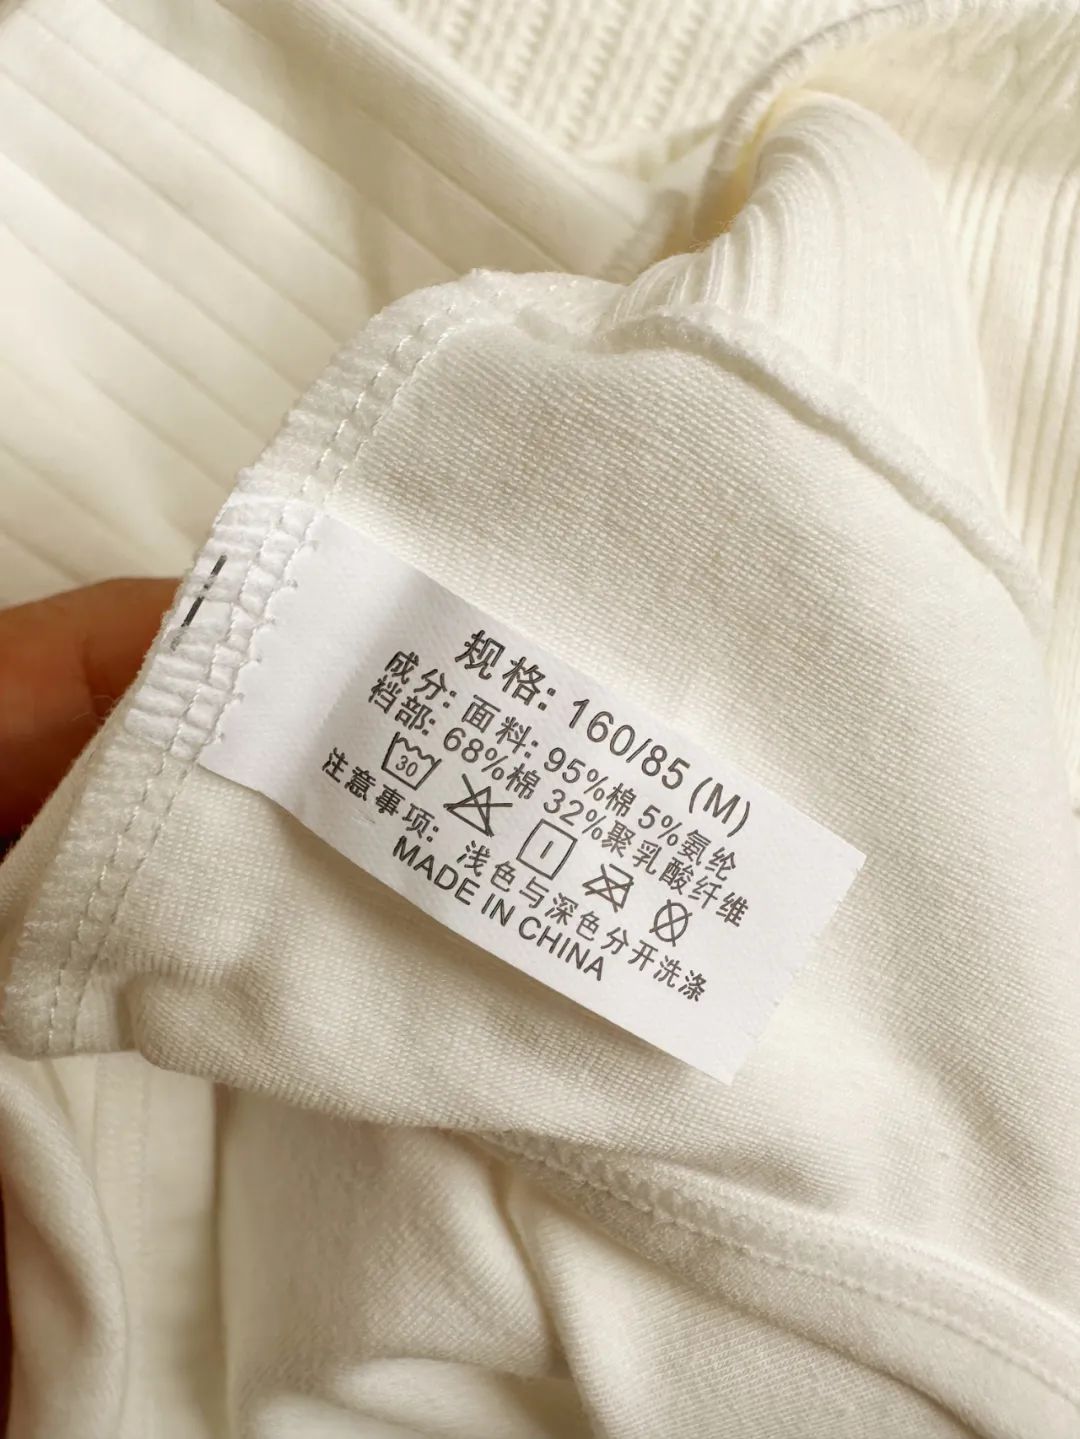 规格: 160/85 (M)
成分: 面料: 95%棉 5%氨纶
裆部: 68%棉 32%聚乳酸纤维
30
注意事项: 浅色与深色分开洗涤
MADE IN CHINA